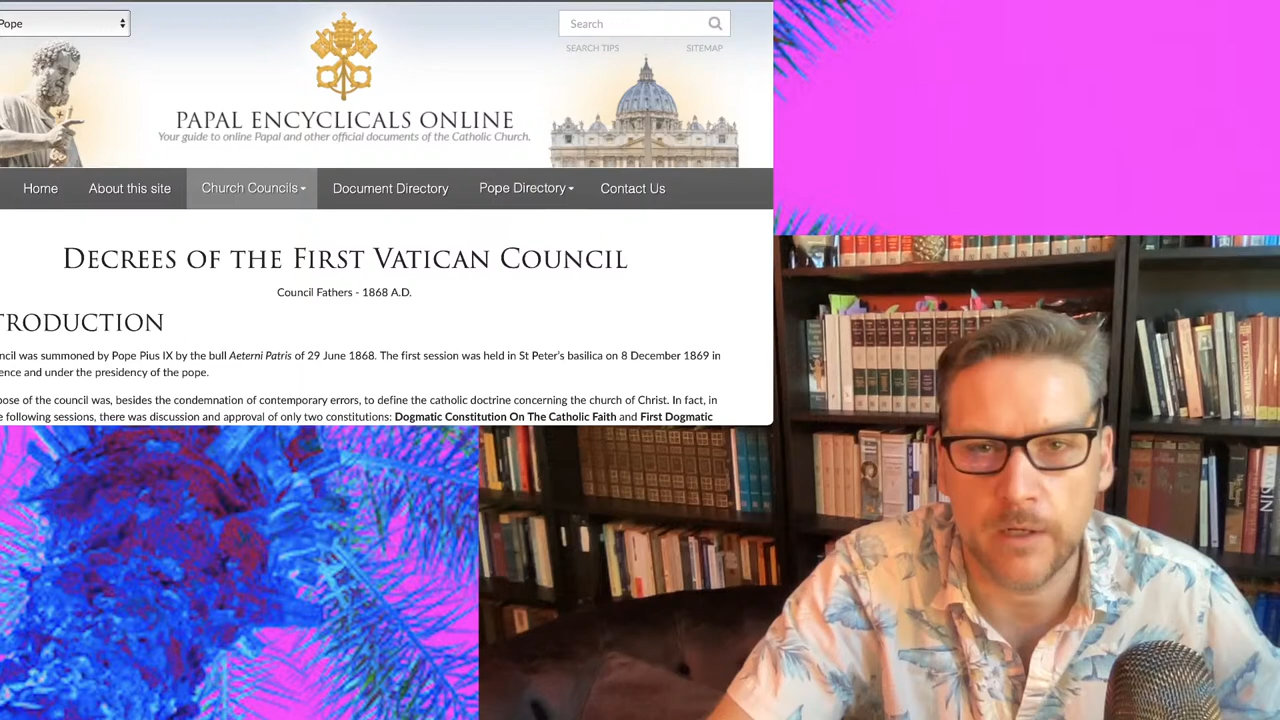 Pope
Search
SEARCH TIPS SITEMAP
PAPAL ENCYCLICALS ONLINE
Your guide to online Papal and other official documents of the Catholic Church.
Home About this site Church Councils Document Directory Pope Directory Contact Us
DECREES OF THE FIRST VATICAN COUNCIL
Council Fathers - 1868 A.D.
TRODUCTION
ncil was summoned by Pope Pius IX by the bull Aeterni Patris of 29 June 1868. The first session was held in St Peter's basilica on 8 December 1869 in
ence and under the presidency of the pope.
pose of the council was, besides the condemnation of contemporary errors, to define the catholic doctrine concerning the church of Christ. In fact, in
e following sessions, there was discussion and approval of only two constitutions: Dogmatic Constitution On The Catholic Faith and First Dogmatic